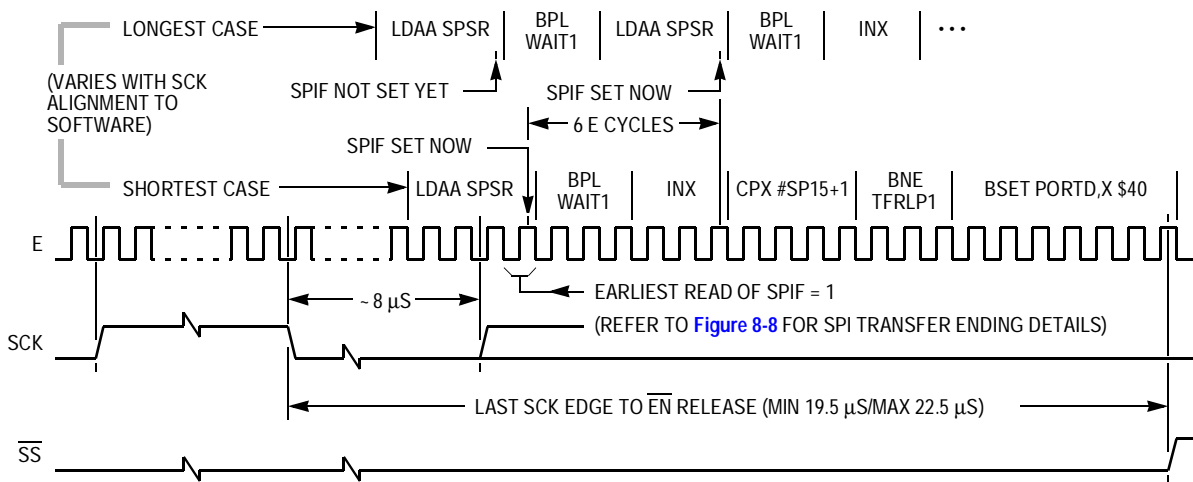 LONGEST CASE
LDAA SPSR
BPL
WAIT1
LDAA SPSR
BPL
WAIT1
INX
• • •
(VARIES WITH SCK
ALIGNMENT TO
SOFTWARE)
SPIF NOT SET YET
SPIF SET NOW
6 E CYCLES
SPIF SET NOW
SHORTEST CASE
LDAA SPSR
BPL
WAIT1
INX
CPX #SP15+1
BNE
TFRLP1
BSET PORTD,X $40
E
~ 8 µS
EARLIEST READ OF SPIF = 1
(REFER TO Figure 8-8 FOR SPI TRANSFER ENDING DETAILS)
SCK
LAST SCK EDGE TO E̅N̅ RELEASE (MIN 19.5 µS/MAX 22.5 µS)
S̅S̅